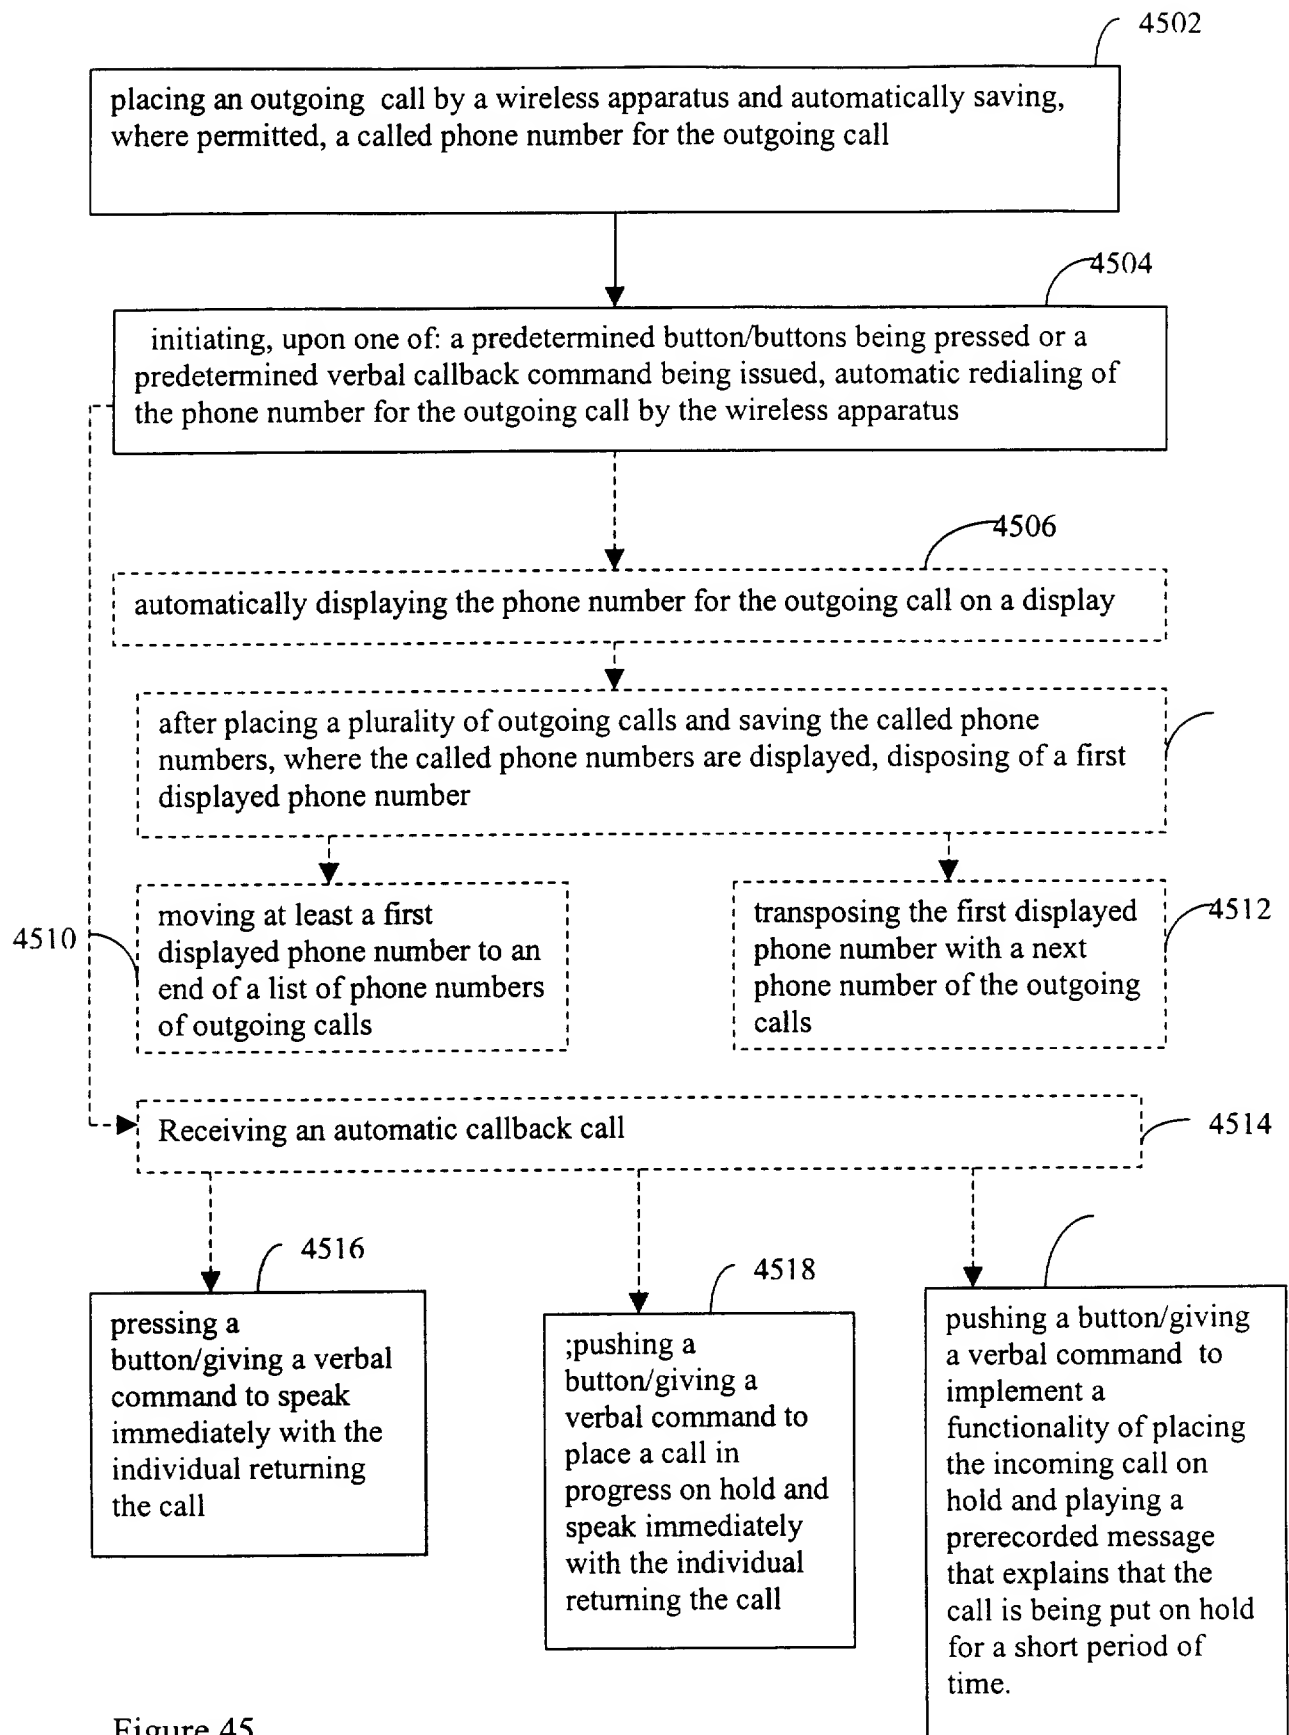 4502
placing an outgoing call by a wireless apparatus and automatically saving,
where permitted, a called phone number for the outgoing call
4504
initiating, upon one of: a predetermined button/buttons being pressed or a
predetermined verbal callback command being issued, automatic redialing of
the phone number for the outgoing call by the wireless apparatus
4506
automatically displaying the phone number for the outgoing call on a display
after placing a plurality of outgoing calls and saving the called phone
numbers, where the called phone numbers are displayed, disposing of a first
displayed phone number
4510
moving at least a first
displayed phone number to an
end of a list of phone numbers
of outgoing calls
4512
transposing the first displayed
phone number with a next
phone number of the outgoing
calls
4514
Receiving an automatic callback call
4516
pressing a
button/giving a verbal
command to speak
immediately with the
individual returning
the call
4518
;pushing a
button/giving a
verbal command to
place a call in
progress on hold and
speak immediately
with the individual
returning the call
pushing a button/giving
a verbal command to
implement a
functionality of placing
the incoming call on
hold and playing a
prerecorded message
that explains that the
call is being put on hold
for a short period of
time.
Figure 45